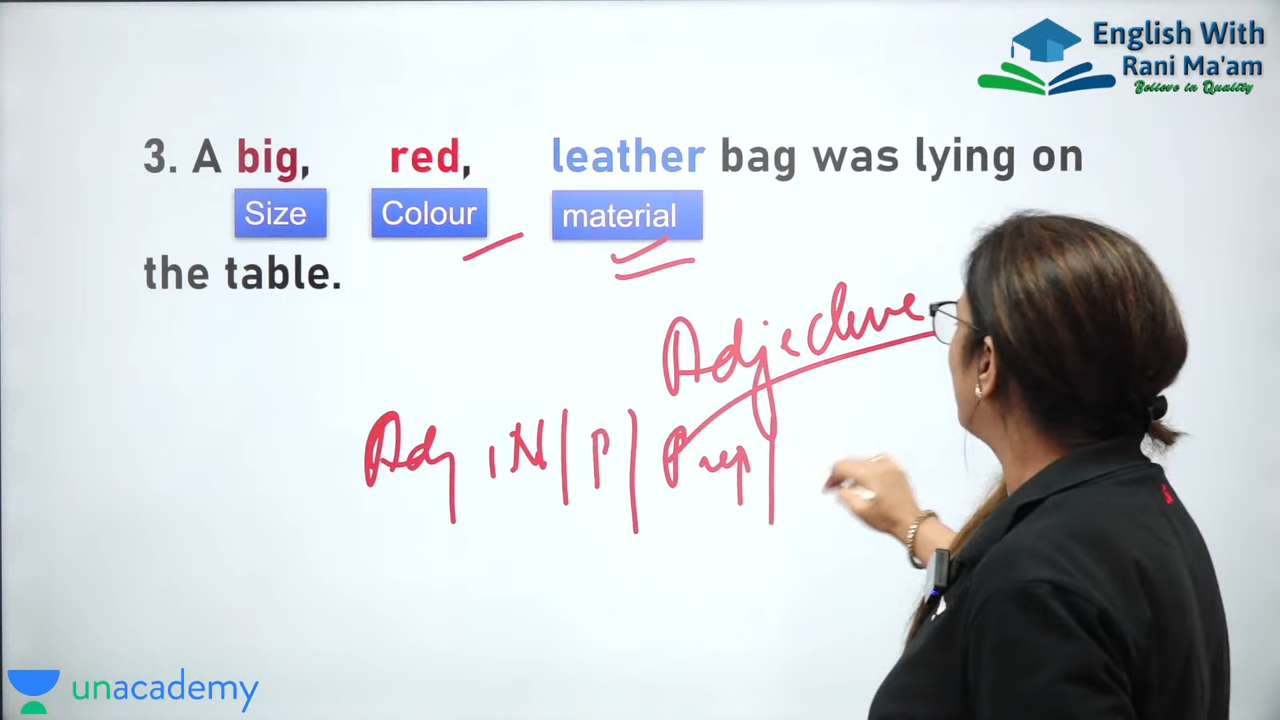 English With
Rani Ma'am
Believe in Quality
3. A big, red, leather bag was lying on
Size Colour material
the table.
Adjective
Adj, N/P/Prep/
unacademy